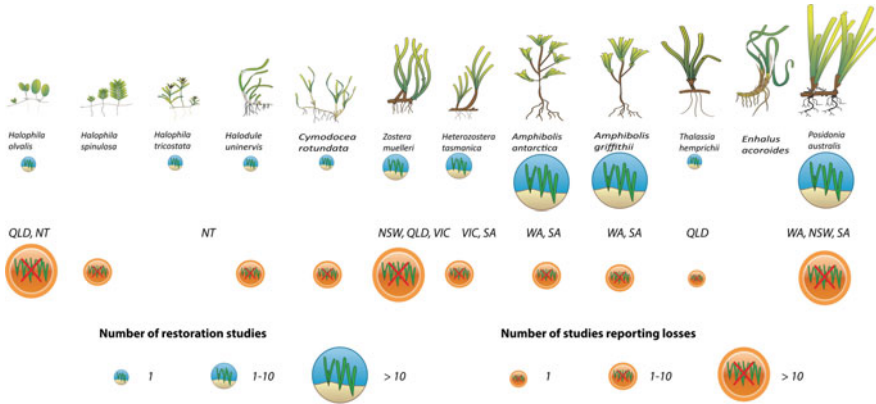 Halophila
olvalis
Halophila
spinulosa
Halophila
tricostata
Halodule
uninervis
Cymodocea
rotundata
Zostera
muelleri
Heterozostera
tasmanica
Amphibolis
antarctica
Amphibolis
griffithii
Thalassia
hemprichii
Enhalus
acoroides
Posidonia
australis
QLD, NT
NT
NSW, QLD, VIC
VIC, SA
WA, SA
WA, SA
QLD
WA, NSW, SA
Number of restoration studies
1
1-10
> 10
Number of studies reporting losses
1
1-10
> 10